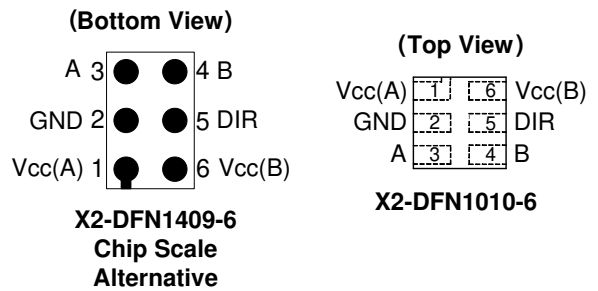 (Bottom View)
A 3 4 B
GND 2 5 DIR
Vcc(A) 1 6 Vcc(B)
X2-DFN1409-6
Chip Scale
Alternative
(Top View)
Vcc(A) 1 6 Vcc(B)
GND 2 5 DIR
A 3 4 B
X2-DFN1010-6